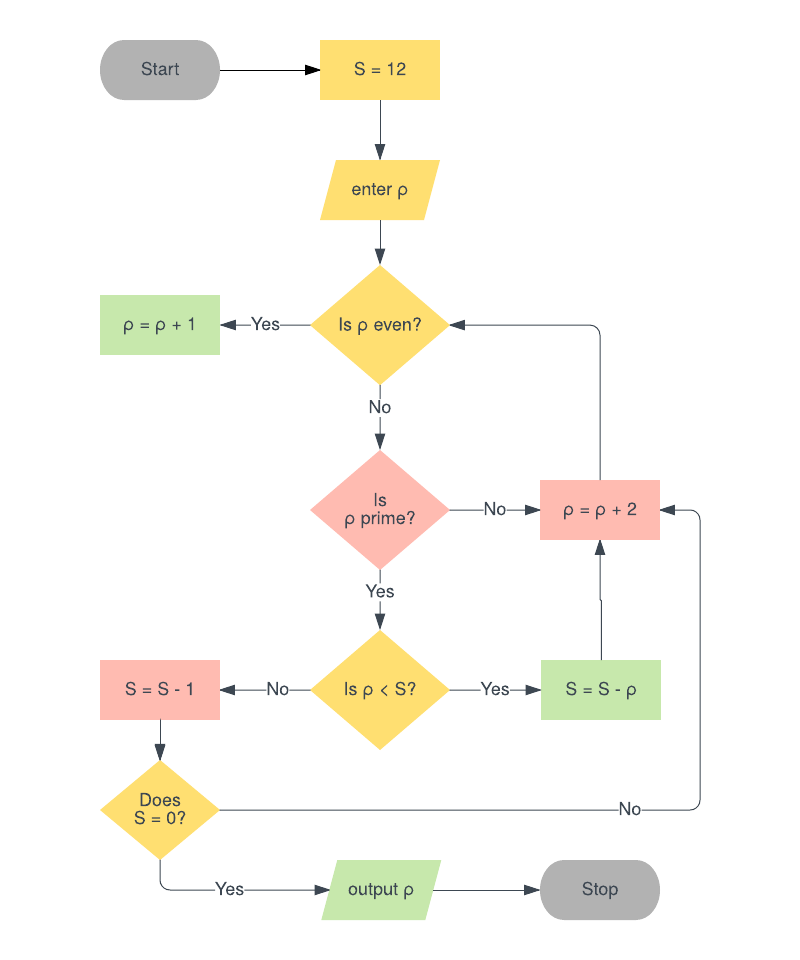 Start
S = 12
enter ρ
Is ρ even?
Yes
ρ = ρ + 1
No
Is
ρ prime?
No
ρ = ρ + 2
Yes
Is ρ < S?
No
S = S - 1
Yes
S = S - ρ
Does
S = 0?
No
Yes
output ρ
Stop